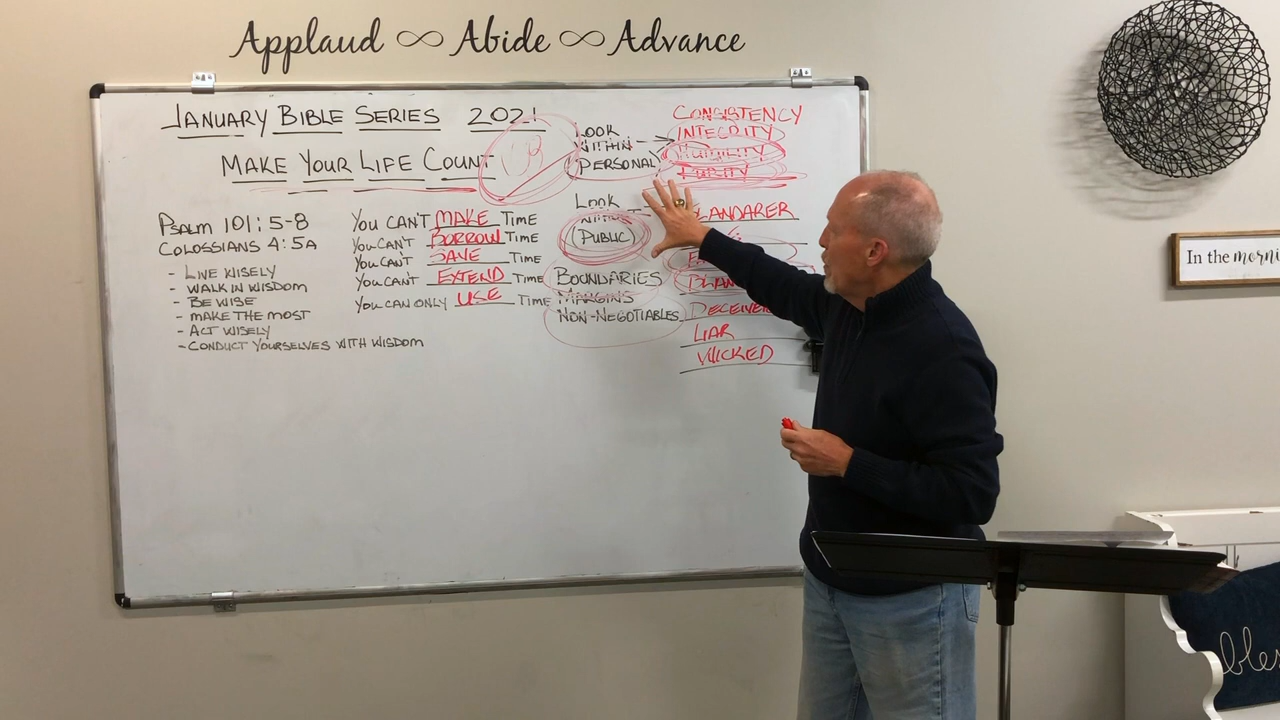 Applaud ∞ Abide ∞ Advance
JANUARY BIBLE SERIES 2021
MAKE YOUR LIFE COUNT
PSALM 101:5-8
COLOSSIANS 4:5A
- LIVE WISELY
- WALK IN WISDOM
- BE WISE
- MAKE THE MOST
- ACT WISELY
- CONDUCT YOURSELVES WITH WISDOM
YOU CAN'T MAKE TIME
YOU CAN'T BORROW TIME
YOU CAN'T SAVE TIME
YOU CAN'T EXTEND TIME
YOU CAN ONLY USE TIME
LOOK
WITHIN
PERSONAL
LOOK
PUBLIC
BOUNDARIES
MARGINS
NON-NEGOTIABLES
CONSISTENCY
INTEGRITY
HUMILITY
PURITY
LANDARER
DECEIVER
LIAR
WICKED
In the morni
bles